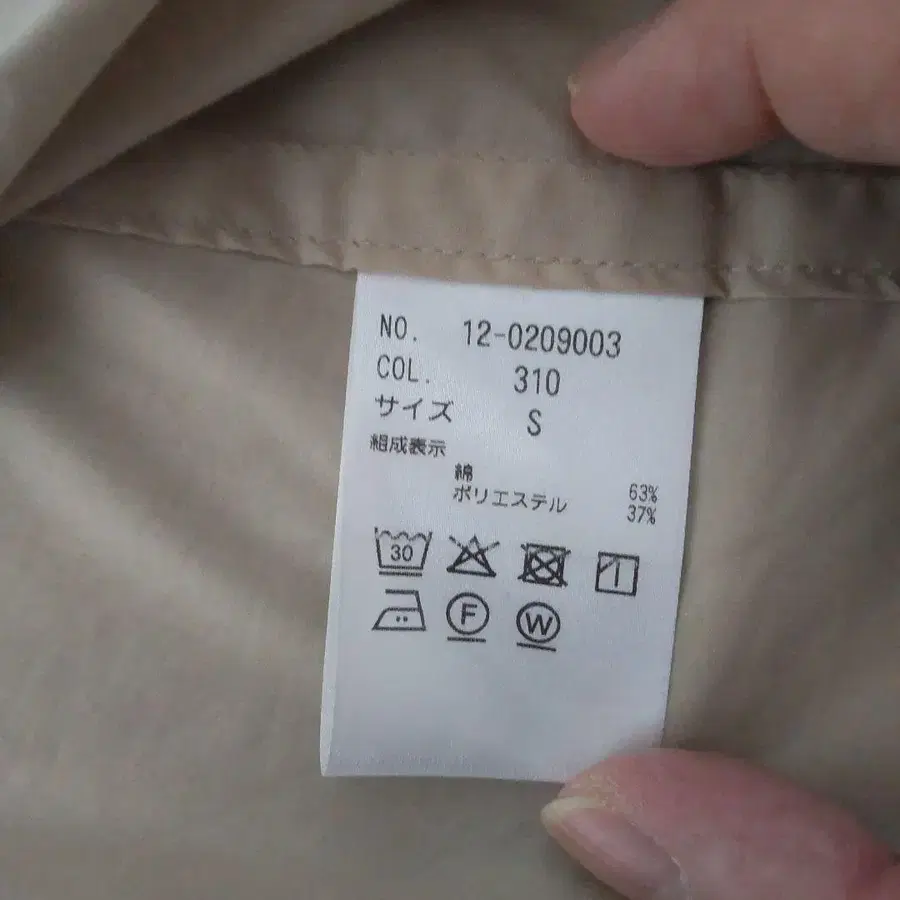 NO. 12-0209003
COL. 310
サイズ S
組成表示
綿 63%
ポリエステル 37%
30
F W